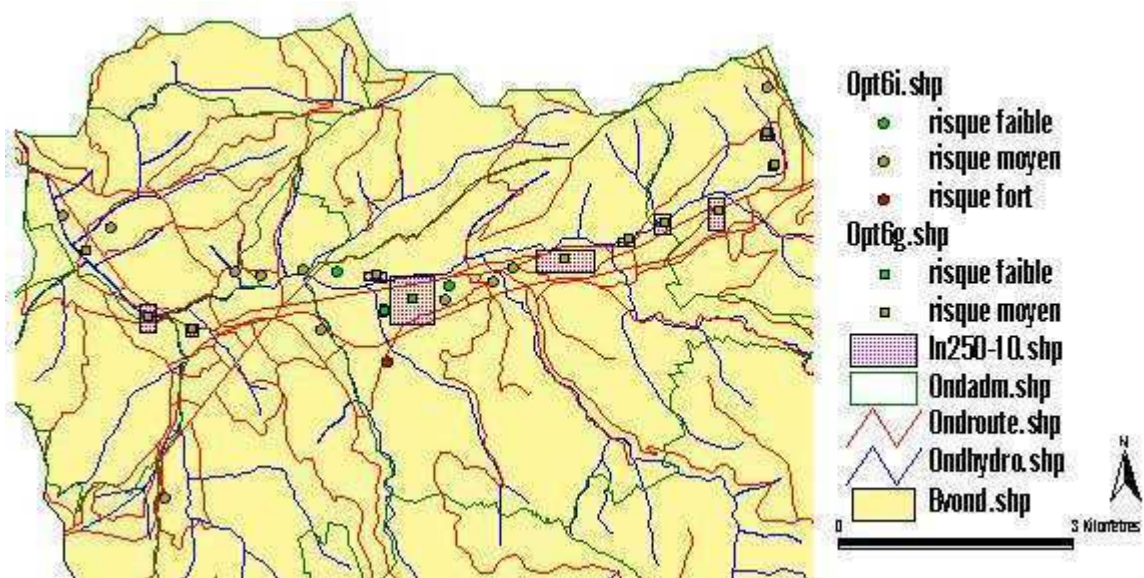 Opt6i.shp
risque faible
risque moyen
risque fort
Opt6g.shp
risque faible
risque moyen
In250-10.shp
Ondadm.shp
Ondroute.shp
Ondhydro.shp
Bvond.shp
N
0 3 Kilometres